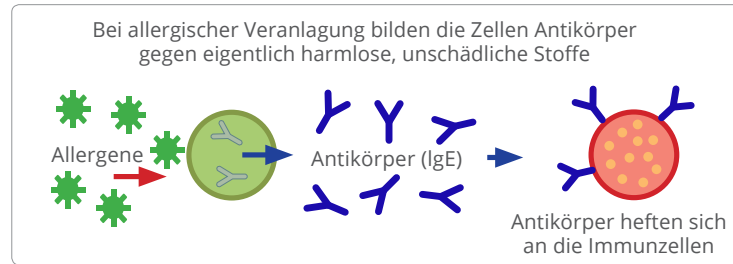 Bei allergischer Veranlagung bilden die Zellen Antikörper
gegen eigentlich harmlose, unschädliche Stoffe
Allergene
Antikörper (lgE)
Antikörper heften sich
an die Immunzellen